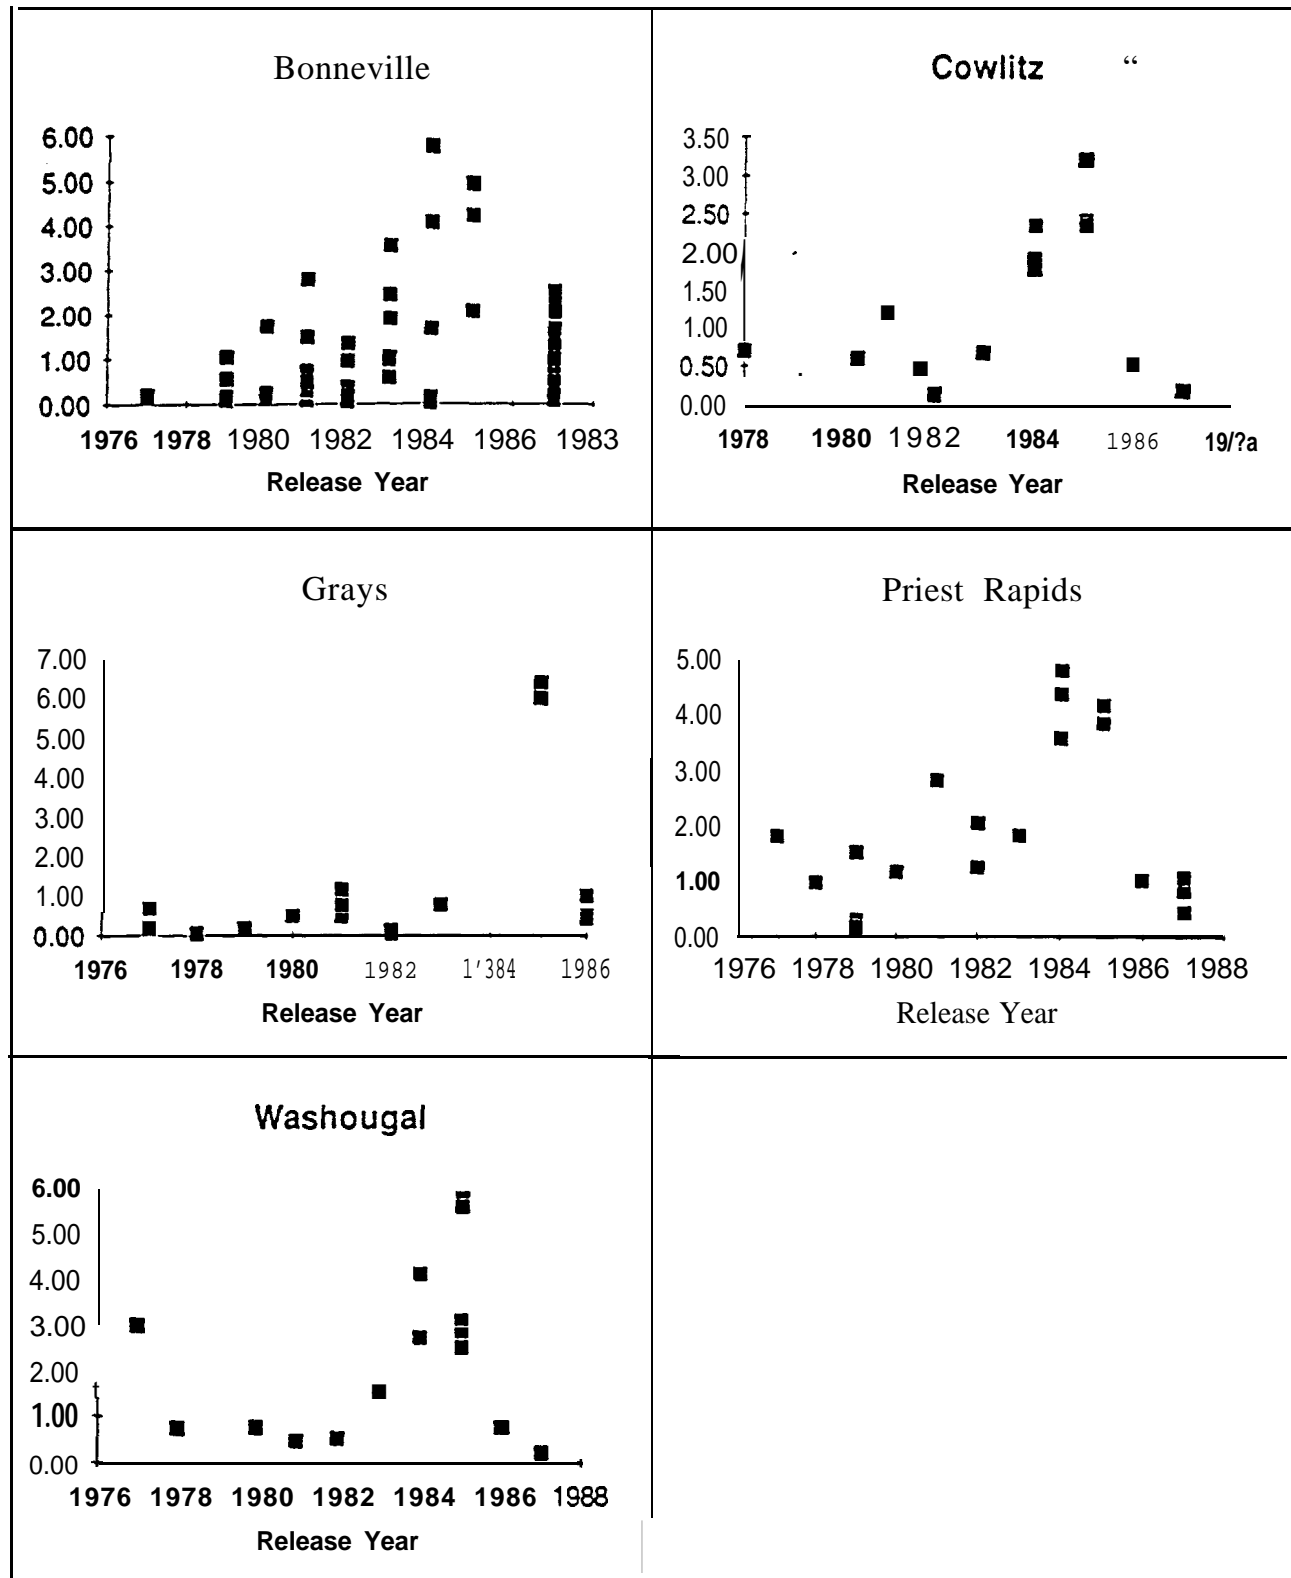 Bonneville
6.00
5.00
4.00
3.00
2.00
1.00
0.00
1976 1978 1980 1982 1984 1986 1983
Release Year
Cowlitz “
3.50
3.00
2.50
2.00
1.50
1.00
0.50
0.00
1978 1980 1982 1984 1986 19/?a
Release Year
Grays
7.00
6.00
5.00
4.00
3.00
2.00
1.00
0.00
1976 1978 1980 1982 1'384 1986
Release Year
Priest Rapids
5.00
4.00
3.00
2.00
1.00
0.00
1976 1978 1980 1982 1984 1986 1988
Release Year
Washougal
6.00
5.00
4.00
3.00
2.00
1.00
0.00
1976 1978 1980 1982 1984 1986 1988
Release Year